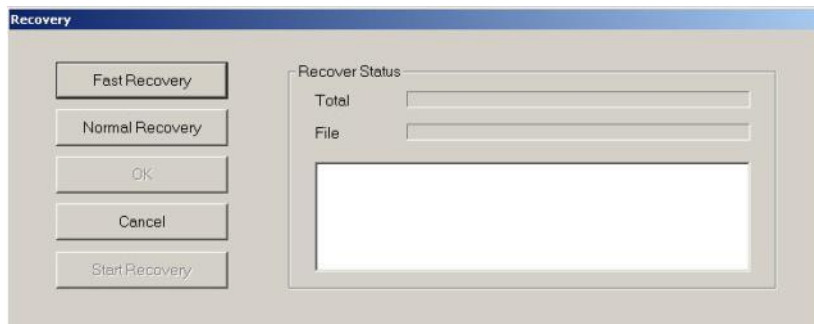 Recovery
Fast Recovery
Normal Recovery
OK
Cancel
Start Recovery
Recover Status
Total
File